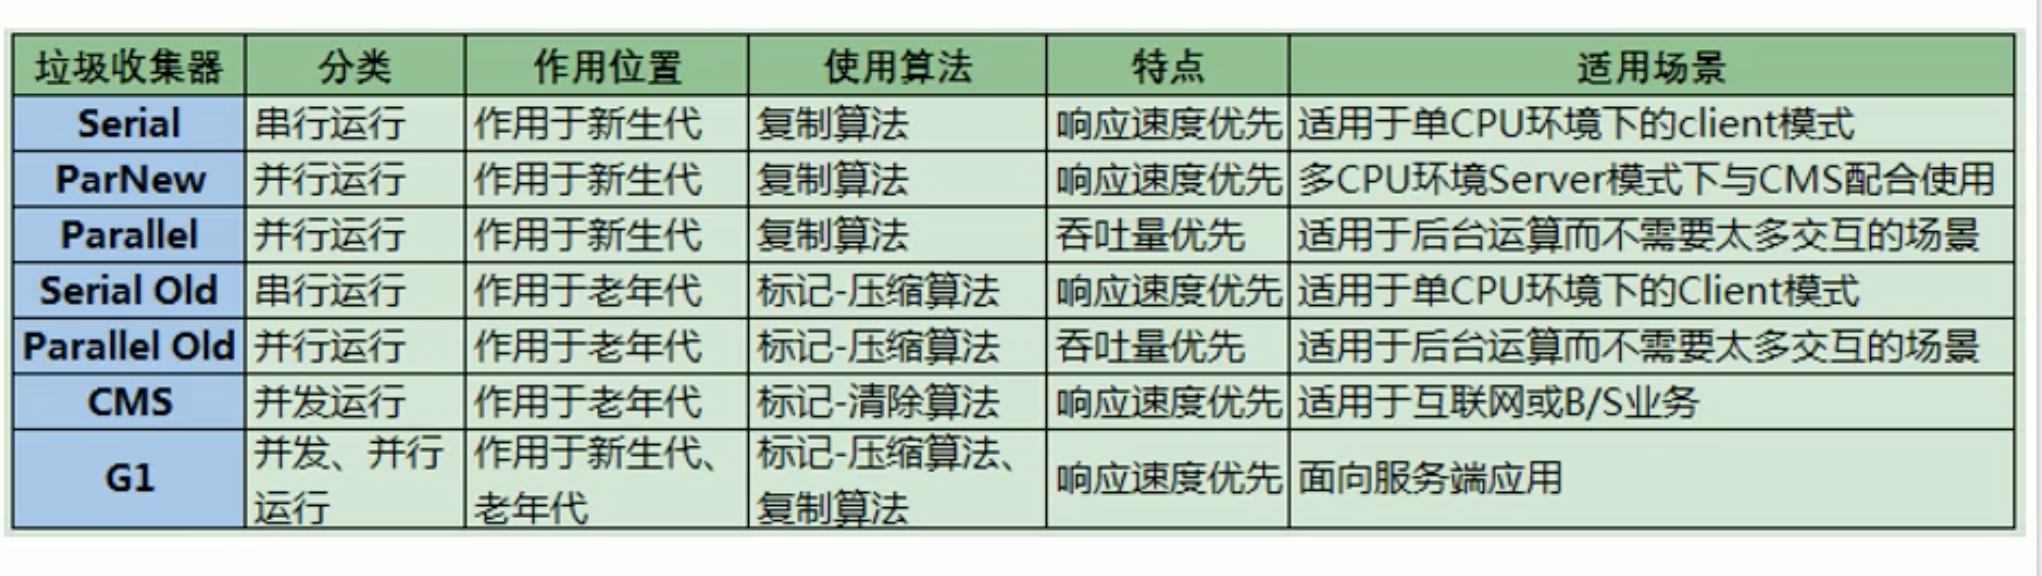 垃圾收集器 分类 作用位置 使用算法 特点 适用场景
Serial 串行运行 作用于新生代 复制算法 响应速度优先 适用于单CPU环境下的client模式
ParNew 并行运行 作用于新生代 复制算法 响应速度优先 多CPU环境Server模式下与CMS配合使用
Parallel 并行运行 作用于新生代 复制算法 吞吐量优先 适用于后台运算而不需要太多交互的场景
Serial Old 串行运行 作用于老年代 标记-压缩算法 响应速度优先 适用于单CPU环境下的Client模式
Parallel Old 并行运行 作用于老年代 标记-压缩算法 吞吐量优先 适用于后台运算而不需要太多交互的场景
CMS 并发运行 作用于老年代 标记-清除算法 响应速度优先 适用于互联网或B/S业务
G1 并发、并行 作用于新生代、 标记-压缩算法、 响应速度优先 面向服务端应用
运行 老年代 复制算法